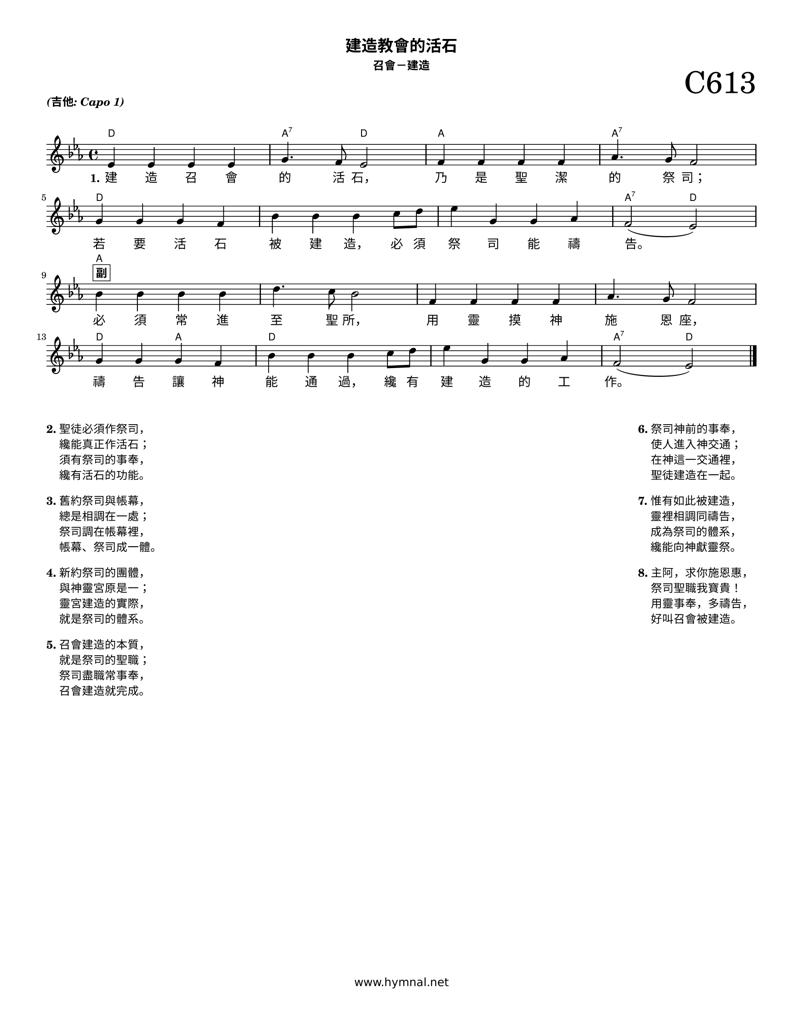 建造教會的活石
召會－建造
C613
(吉他: Capo 1)
D A7 D A A7
1. 建 造 召 會 的 活 石， 乃 是 聖 潔 的 祭 司；
5 D A7 D
若 要 活 石 被 建 造， 必 須 祭 司 能 禱 告。
A
9 副
必 須 常 進 至 聖 所， 用 靈 摸 神 施 恩 座，
13 D A D A7 D
禱 告 讓 神 能 通 過， 纔 有 建 造 的 工 作。
2. 聖徒必須作祭司，
纔能真正作活石；
須有祭司的事奉，
纔有活石的功能。
3. 舊約祭司與帳幕，
總是相調在一處；
祭司調在帳幕裡，
帳幕、祭司成一體。
4. 新約祭司的團體，
與神靈宮原是一；
靈宮建造的實際，
就是祭司的體系。
5. 召會建造的本質，
就是祭司的聖職；
祭司盡職常事奉，
召會建造就完成。
6. 祭司神前的事奉，
使人進入神交通；
在神這一交通裡，
聖徒建造在一起。
7. 惟有如此被建造，
靈裡相調同禱告，
成為祭司的體系，
纔能向神獻靈祭。
8. 主阿，求你施恩惠，
祭司聖職我寶貴！
用靈事奉，多禱告，
好叫召會被建造。
www.hymnal.net